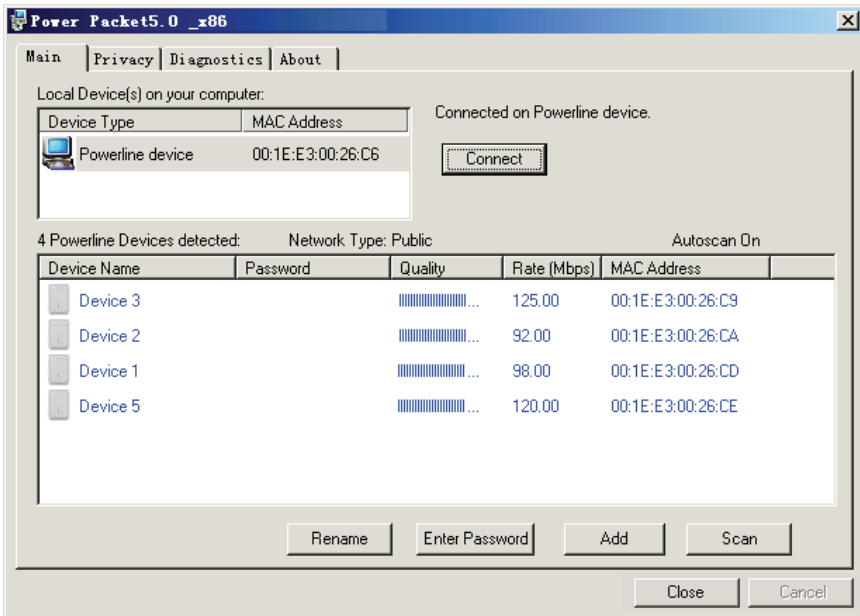 Power Packet5.0 _x86
Main Privacy Diagnostics About
Local Device(s) on your computer:
Device Type MAC Address
Powerline device 00:1E:E3:00:26:C6
Connected on Powerline device.
Connect
4 Powerline Devices detected: Network Type: Public Autoscan On
Device Name Password Quality Rate (Mbps) MAC Address
Device 3 ... 125.00 00:1E:E3:00:26:C9
Device 2 ... 92.00 00:1E:E3:00:26:CA
Device 1 ... 98.00 00:1E:E3:00:26:CD
Device 5 ... 120.00 00:1E:E3:00:26:CE
Rename Enter Password Add Scan
Close Cancel